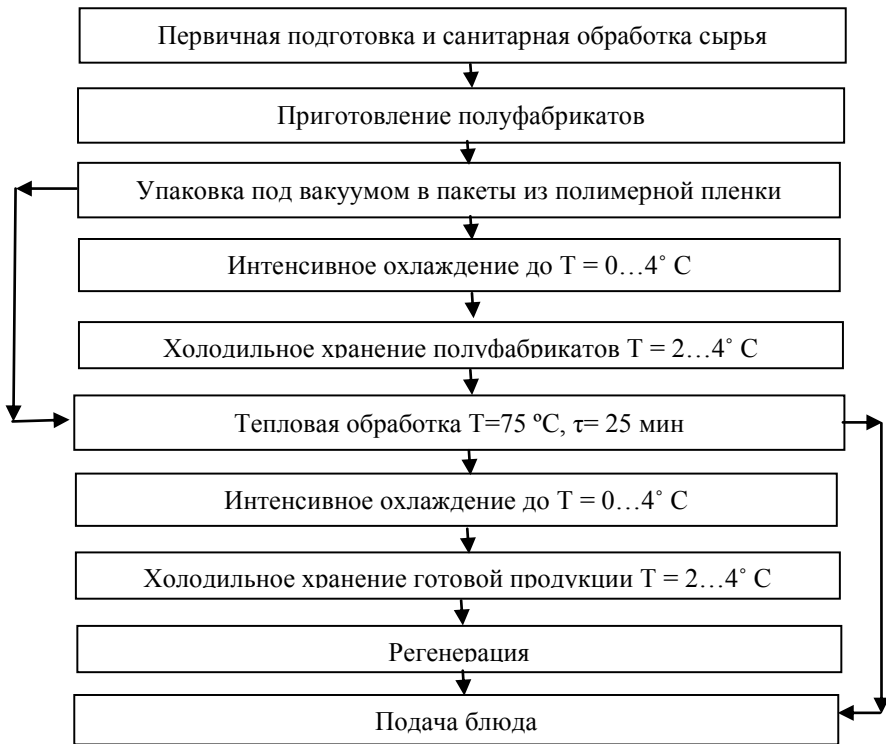 Первичная подготовка и санитарная обработка сырья
Приготовление полуфабрикатов
Упаковка под вакуумом в пакеты из полимерной пленки
Интенсивное охлаждение до Т = 0…4˚ С
Холодильное хранение полуфабрикатов Т = 2…4˚ С
Тепловая обработка Т=75 ºС, τ= 25 мин
Интенсивное охлаждение до Т = 0…4˚ С
Холодильное хранение готовой продукции Т = 2…4˚ С
Регенерация
Подача блюда